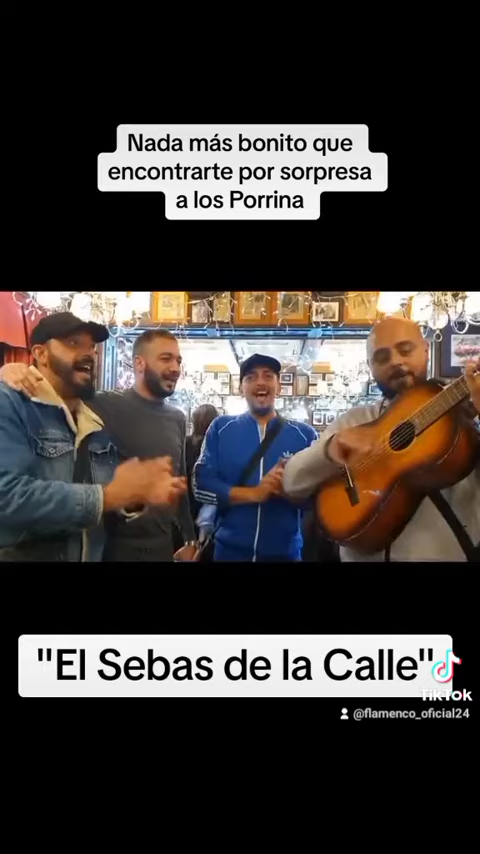 Nada más bonito que
encontrarte por sorpresa
a los Porrina
"El Sebas de la Calle"
TikTok
@flamenco_oficial24